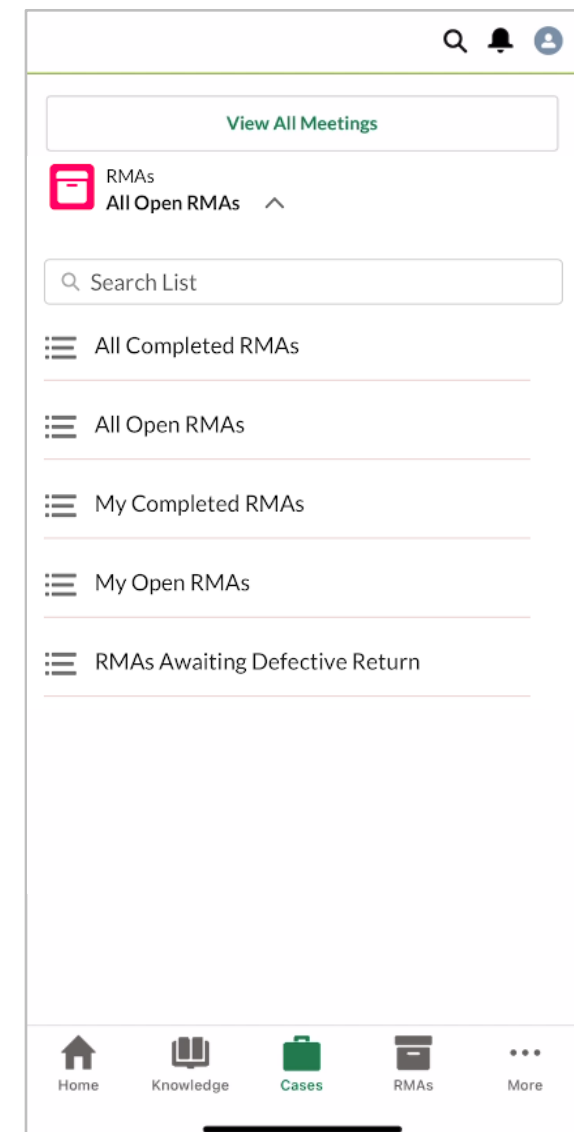 View All Meetings
RMAs
All Open RMAs
Search List
All Completed RMAs
All Open RMAs
My Completed RMAs
My Open RMAs
RMAs Awaiting Defective Return
Home Knowledge Cases RMAs More